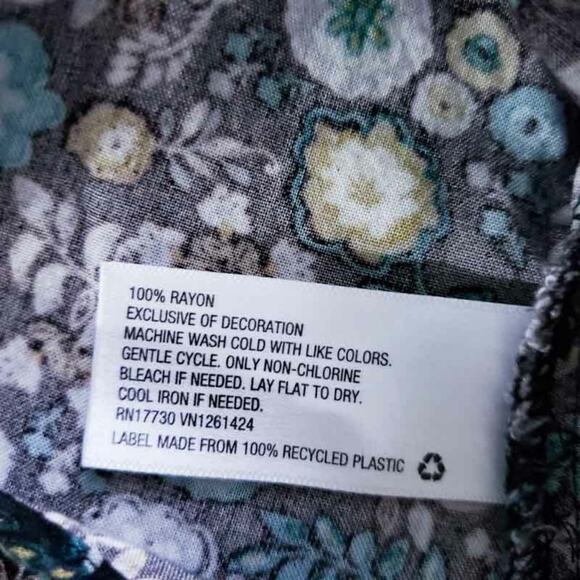 100% RAYON
EXCLUSIVE OF DECORATION
MACHINE WASH COLD WITH LIKE COLORS.
GENTLE CYCLE. ONLY NON-CHLORINE
BLEACH IF NEEDED. LAY FLAT TO DRY.
COOL IRON IF NEEDED.
RN17730 VN1261424
LABEL MADE FROM 100% RECYCLED PLASTIC